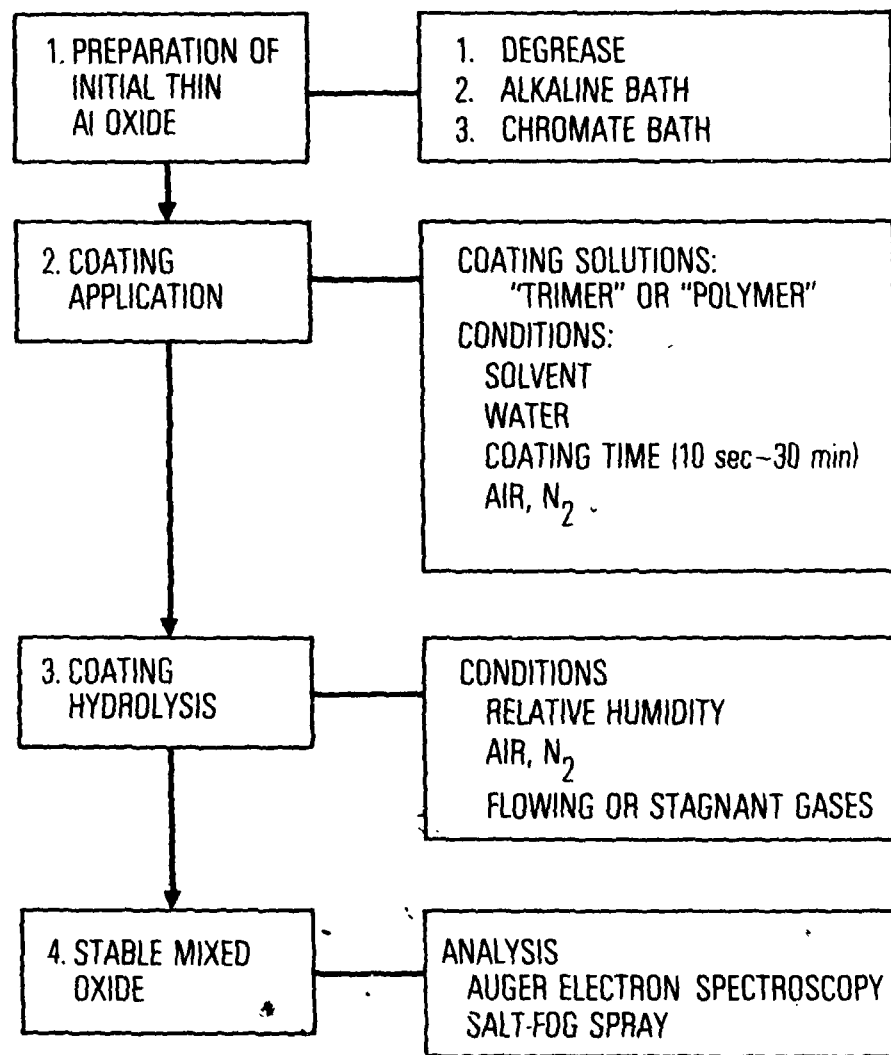 1. PREPARATION OF
INITIAL THIN
Al OXIDE
1. DEGREASE
2. ALKALINE BATH
3. CHROMATE BATH
2. COATING
APPLICATION
COATING SOLUTIONS:
"TRIMER" OR "POLYMER"
CONDITIONS:
SOLVENT
WATER
COATING TIME (10 sec–30 min)
AIR, N2
3. COATING
HYDROLYSIS
CONDITIONS
RELATIVE HUMIDITY
AIR, N2
FLOWING OR STAGNANT GASES
4. STABLE MIXED
OXIDE
ANALYSIS
AUGER ELECTRON SPECTROSCOPY
SALT-FOG SPRAY